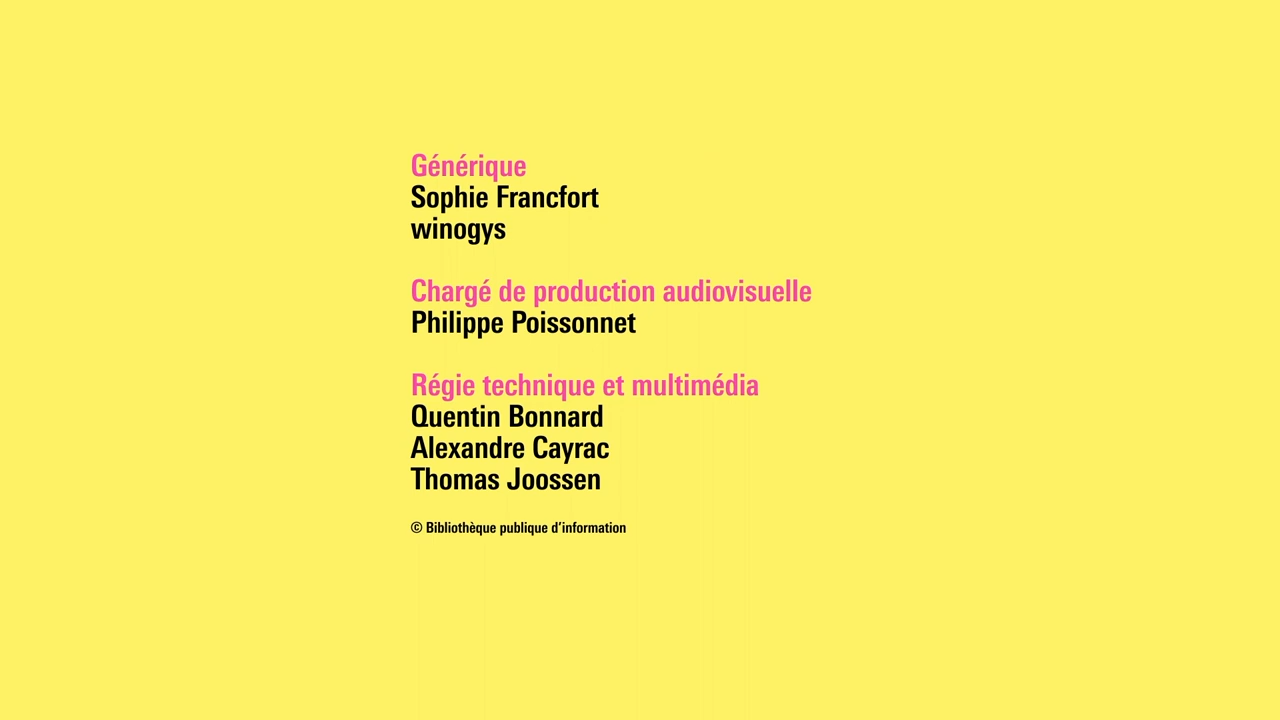 Générique
Sophie Francfort
winogys
Chargé de production audiovisuelle
Philippe Poissonnet
Régie technique et multimédia
Quentin Bonnard
Alexandre Cayrac
Thomas Joossen
© Bibliothèque publique d’information